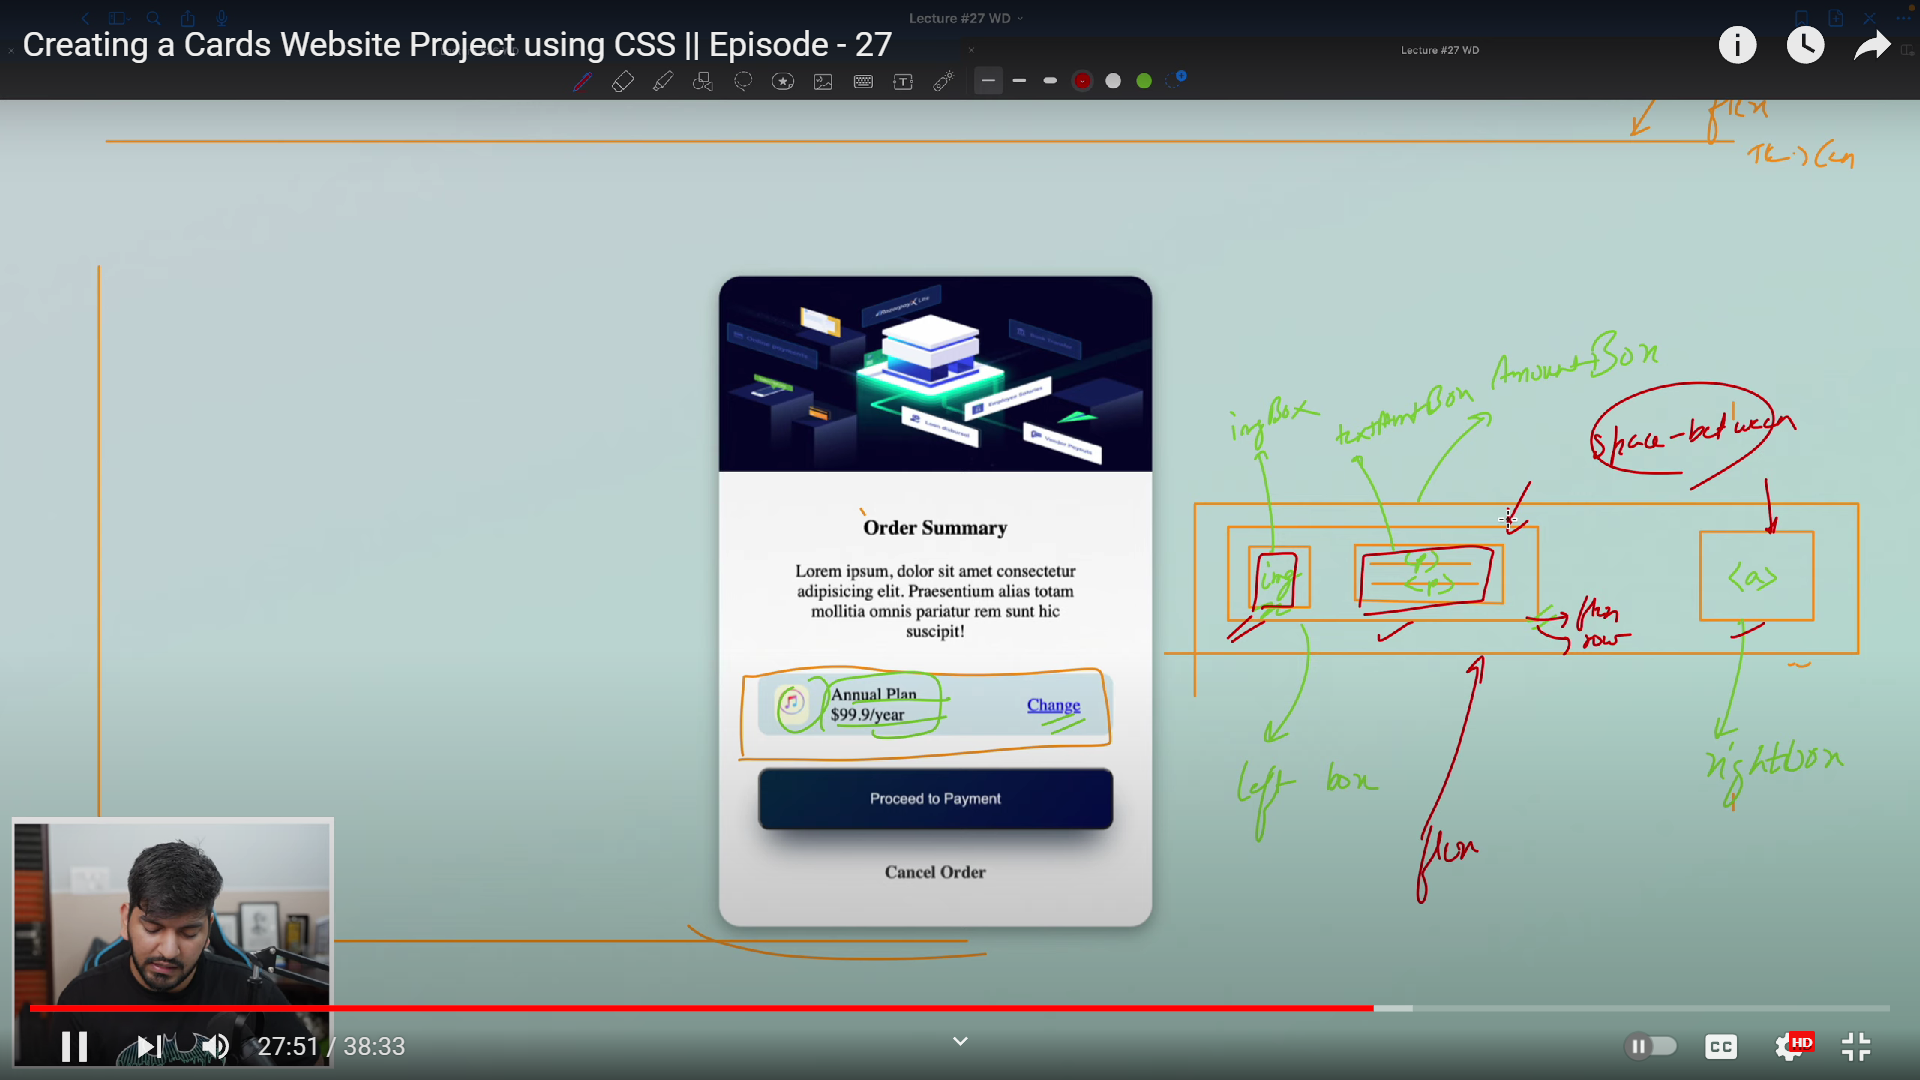 Lecture #27 WD
Creating a Cards Website Project using CSS || Episode - 27
Lecture #27 WD
flex
AmountBox
imgBox
textAmtBox
space-between
Order Summary
Lorem ipsum, dolor sit amet consectetur
adipisicing elit. Praesentium alias totam
mollitia omnis pariatur rem sunt hic
suscipit!
img
<p>
<p>
<a>
flex
row
Annual Plan
$99.9/year
Change
left box
rightbox
Proceed to Payment
flex
Cancel Order
27:51 / 38:33
CC
HD